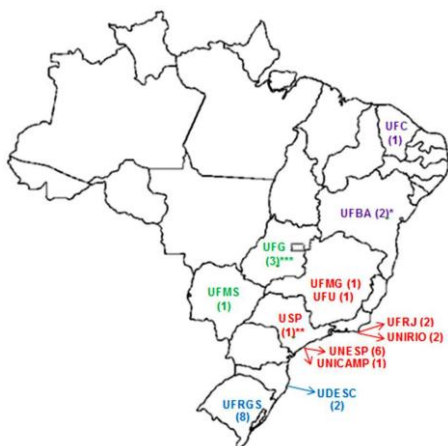 UFC
(1)
UFBA (2)*
UFG
(3)***
UFMS
(1)
UFMG (1)
UFU (1)
USP
(1)**
UFRJ (2)
UNIRIO (2)
UNESP (6)
UNICAMP (1)
UDESC
(2)
UFRGS
(8)